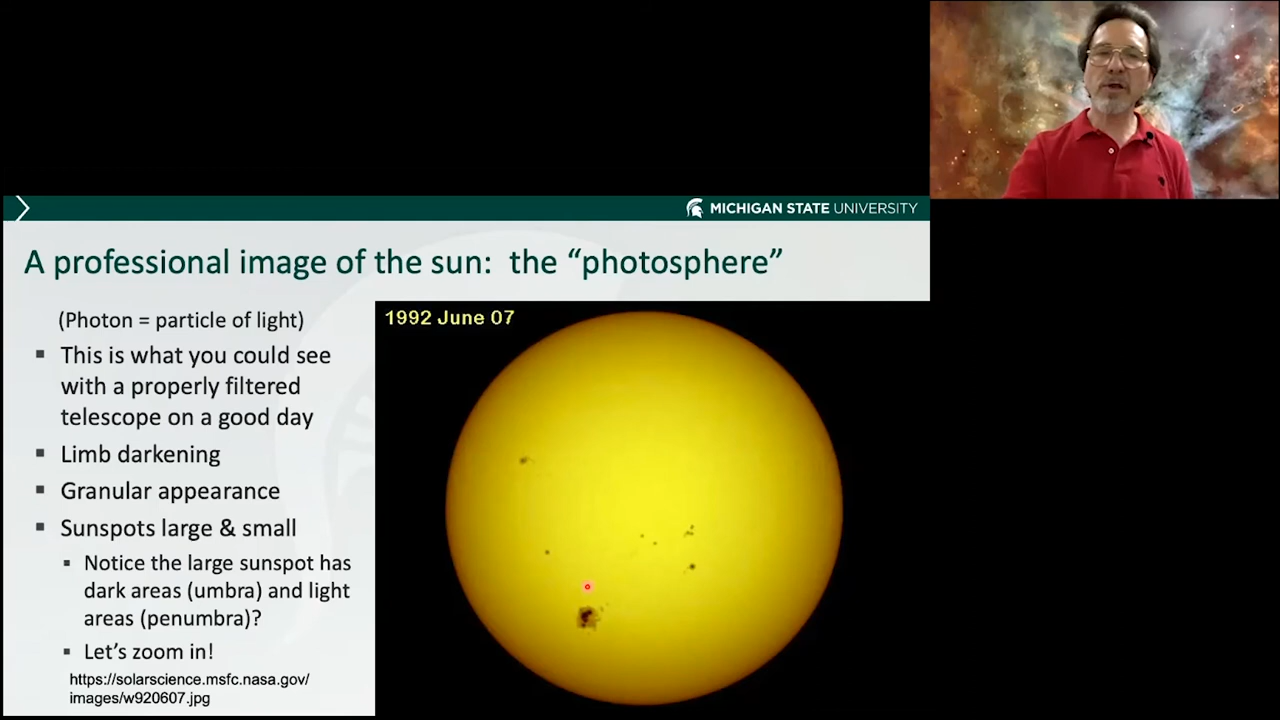 MICHIGAN STATE UNIVERSITY
A professional image of the sun: the “photosphere”
(Photon = particle of light)
▪ This is what you could see
with a properly filtered
telescope on a good day
▪ Limb darkening
▪ Granular appearance
▪ Sunspots large & small
▪ Notice the large sunspot has
dark areas (umbra) and light
areas (penumbra)?
▪ Let’s zoom in!
https://solarscience.msfc.nasa.gov/
images/w920607.jpg
1992 June 07